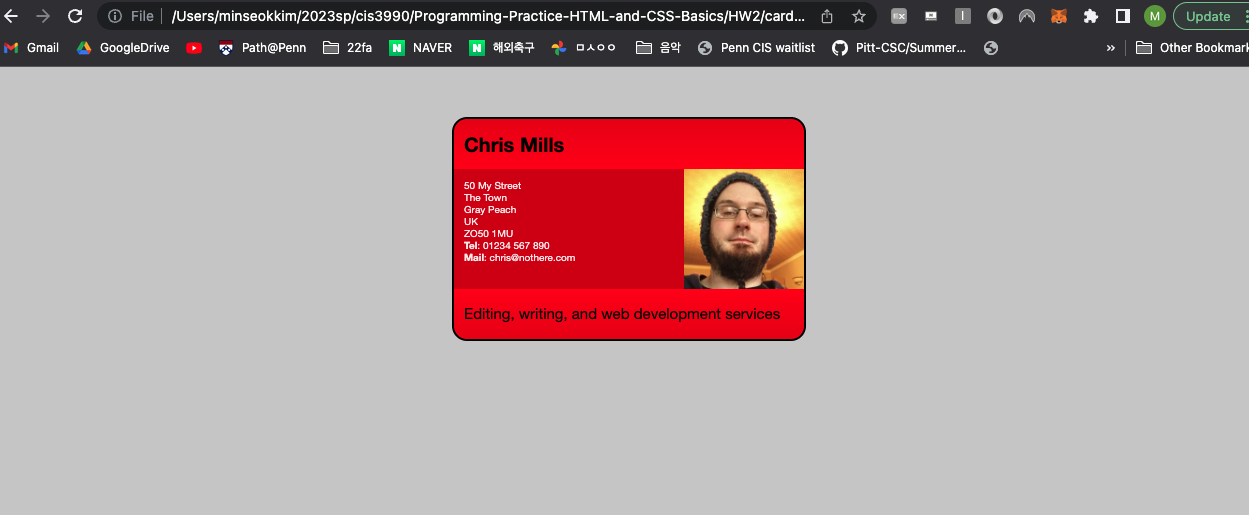 File
/Users/minseokkim/2023sp/cis3990/Programming-Practice-HTML-and-CSS-Basics/HW2/card...
M
Update
Gmail
GoogleDrive
Path@Penn
22fa
N
NAVER
N
해외축구
ㅁㅅㅇㅇ
음악
Penn CIS waitlist
Pitt-CSC/Summer...
»
Other Bookmark
Chris Mills
50 My Street
The Town
Gray Peach
UK
ZO50 1MU
Tel: 01234 567 890
Mail: chris@nothere.com
Editing, writing, and web development services